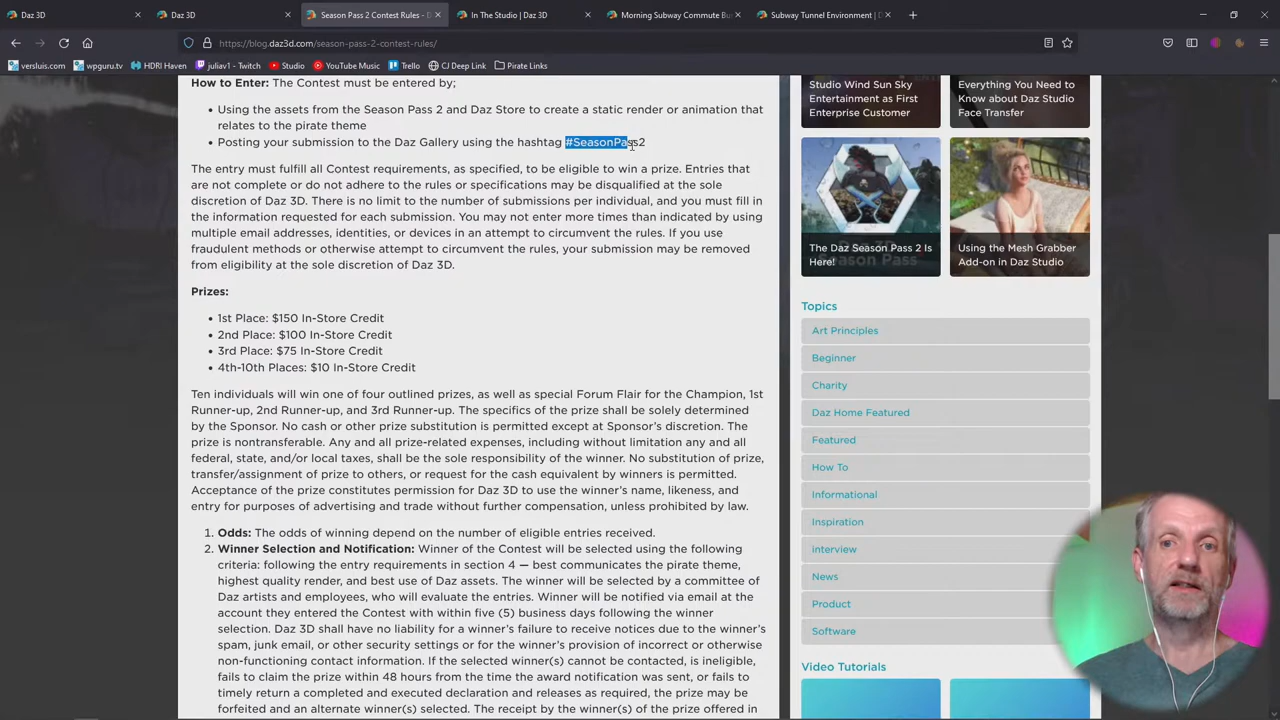 Daz 3D
Daz 3D
Season Pass 2 Contest Rules - D
In The Studio | Daz 3D
Morning Subway Commute Bu
Subway Tunnel Environment | D
https://blog.daz3d.com/season-pass-2-contest-rules/
versluis.com
wpguru.tv
HDRI Haven
juliav1 - Twitch
Studio
YouTube Music
Trello
CJ Deep Link
Pirate Links
How to Enter: The Contest must be entered by;
• Using the assets from the Season Pass 2 and Daz Store to create a static render or animation that
relates to the pirate theme
• Posting your submission to the Daz Gallery using the hashtag #SeasonPass2
The entry must fulfill all Contest requirements, as specified, to be eligible to win a prize. Entries that
are not complete or do not adhere to the rules or specifications may be disqualified at the sole
discretion of Daz 3D. There is no limit to the number of submissions per individual, and you must fill in
the information requested for each submission. You may not enter more times than indicated by using
multiple email addresses, identities, or devices in an attempt to circumvent the rules. If you use
fraudulent methods or otherwise attempt to circumvent the rules, your submission may be removed
from eligibility at the sole discretion of Daz 3D.
Prizes:
• 1st Place: $150 In-Store Credit
• 2nd Place: $100 In-Store Credit
• 3rd Place: $75 In-Store Credit
• 4th-10th Places: $10 In-Store Credit
Ten individuals will win one of four outlined prizes, as well as special Forum Flair for the Champion, 1st
Runner-up, 2nd Runner-up, and 3rd Runner-up. The specifics of the prize shall be solely determined
by the Sponsor. No cash or other prize substitution is permitted except at Sponsor's discretion. The
prize is nontransferable. Any and all prize-related expenses, including without limitation any and all
federal, state, and/or local taxes, shall be the sole responsibility of the winner. No substitution of prize,
transfer/assignment of prize to others, or request for the cash equivalent by winners is permitted.
Acceptance of the prize constitutes permission for Daz 3D to use the winner's name, likeness, and
entry for purposes of advertising and trade without further compensation, unless prohibited by law.
1. Odds: The odds of winning depend on the number of eligible entries received.
2. Winner Selection and Notification: Winner of the Contest will be selected using the following
criteria: following the entry requirements in section 4 — best communicates the pirate theme,
highest quality render, and best use of Daz assets. The winner will be selected by a committee of
Daz artists and employees, who will evaluate the entries. Winner will be notified via email at the
account they entered the Contest with within five (5) business days following the winner
selection. Daz 3D shall have no liability for a winner's failure to receive notices due to the winner's
spam, junk email, or other security settings or for the winner's provision of incorrect or otherwise
non-functioning contact information. If the selected winner(s) cannot be contacted, is ineligible,
fails to claim the prize within 48 hours from the time the award notification was sent, or fails to
timely return a completed and executed declaration and releases as required, the prize may be
forfeited and an alternate winner(s) selected. The receipt by the winner(s) of the prize offered in
Studio Wind Sun Sky
Entertainment as First
Enterprise Customer
Everything You Need to
Know about Daz Studio
Face Transfer
The Daz Season Pass 2 Is
Here!
Season Pass
Using the Mesh Grabber
Add-on in Daz Studio
Topics
Art Principles
Beginner
Charity
Daz Home Featured
Featured
How To
Informational
Inspiration
interview
News
Product
Software
Video Tutorials